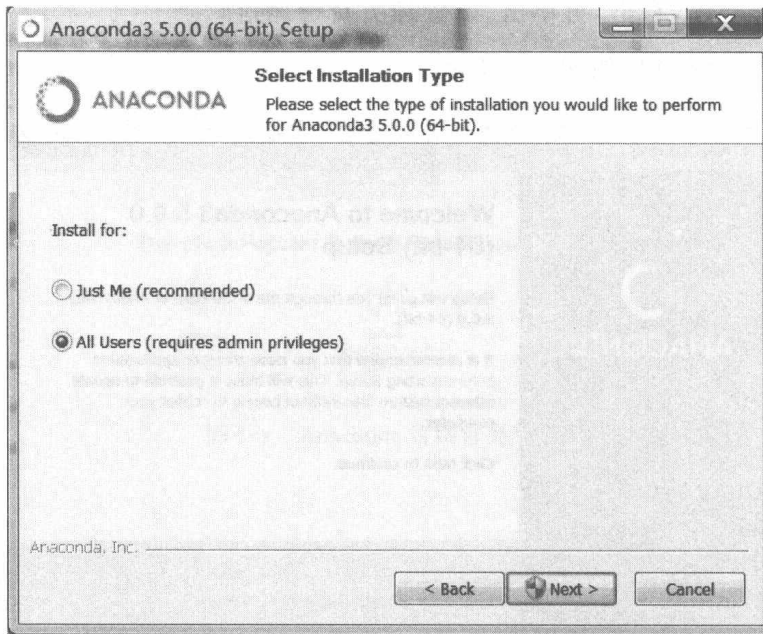 Anaconda3 5.0.0 (64-bit) Setup
ANACONDA
Select Installation Type
Please select the type of installation you would like to perform
for Anaconda3 5.0.0 (64-bit).
Install for:
Just Me (recommended)
All Users (requires admin privileges)
Anaconda, Inc.
< Back
Next >
Cancel